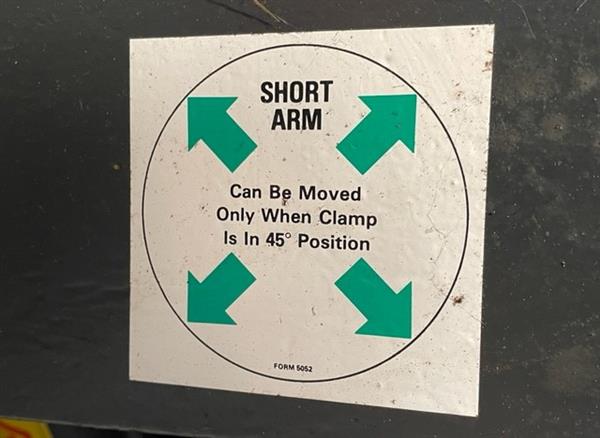 SHORT
ARM
Can Be Moved
Only When Clamp
Is In 45° Position
FORM 5052